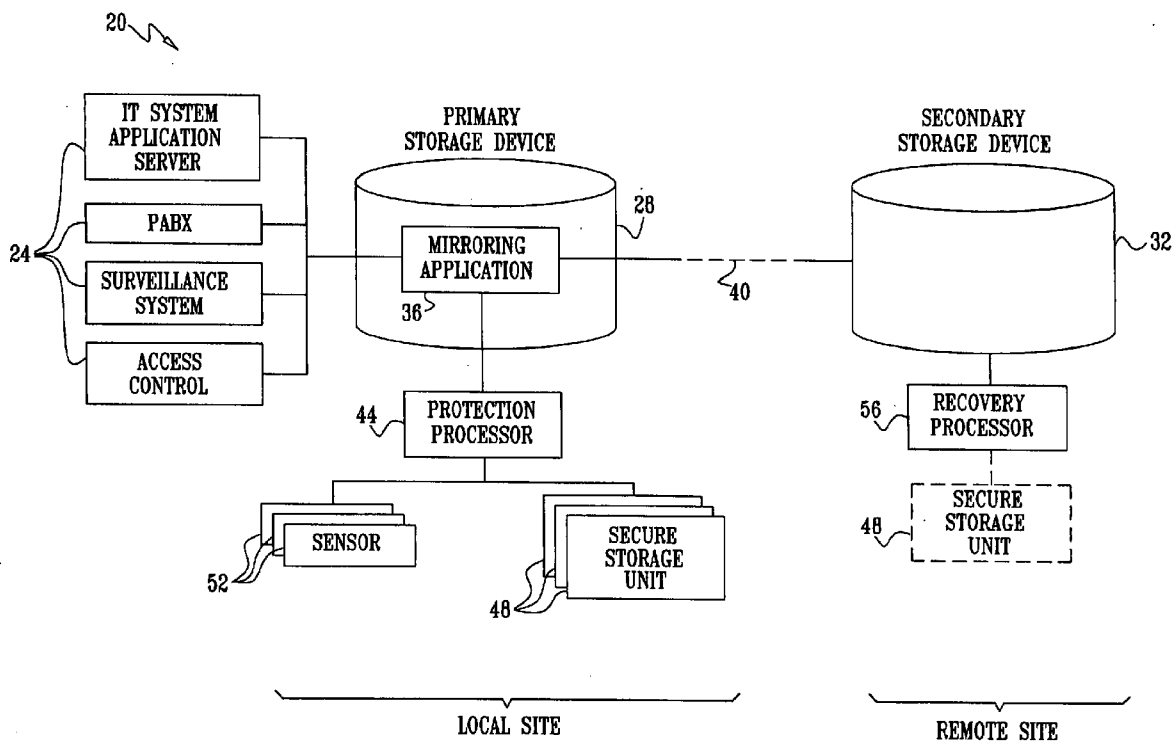 20
IT SYSTEM
APPLICATION
SERVER
PABX
SURVEILLANCE
SYSTEM
ACCESS
CONTROL
24
PRIMARY
STORAGE DEVICE
28
MIRRORING
APPLICATION
36
40
SECONDARY
STORAGE DEVICE
32
44
PROTECTION
PROCESSOR
56
RECOVERY
PROCESSOR
52
SENSOR
48
SECURE
STORAGE
UNIT
48
SECURE
STORAGE
UNIT
LOCAL SITE
REMOTE SITE